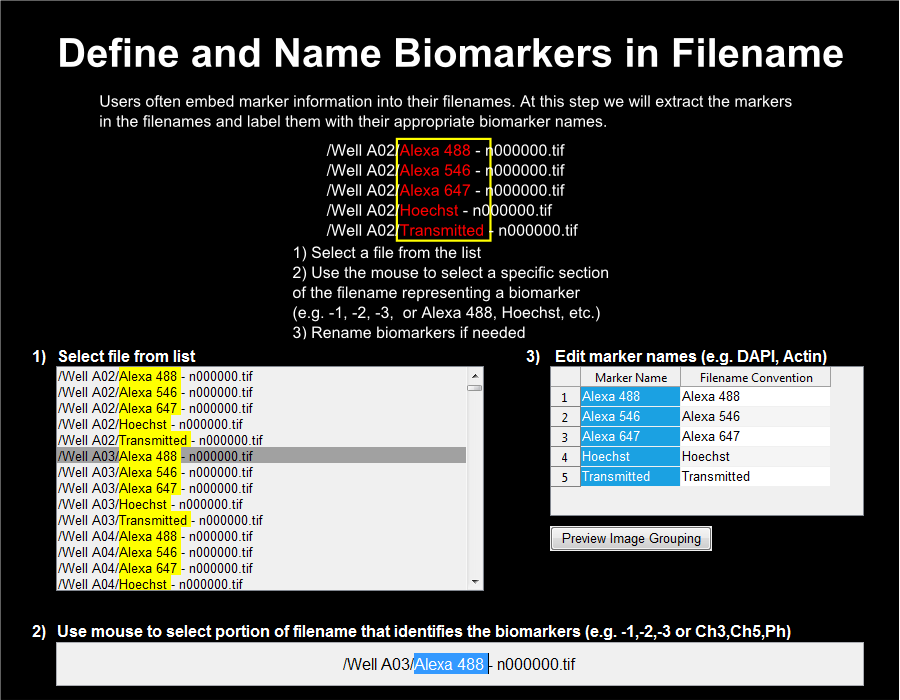 Define and Name Biomarkers in Filename
Users often embed marker information into their filenames. At this step we will extract the markers
in the filenames and label them with their appropriate biomarker names.
/Well A02/Alexa 488 - n000000.tif
/Well A02/Alexa 546 - n000000.tif
/Well A02/Alexa 647 - n000000.tif
/Well A02/Hoechst - n000000.tif
/Well A02/Transmitted - n000000.tif
1) Select a file from the list
2) Use the mouse to select a specific section
of the filename representing a biomarker
(e.g. -1, -2, -3,  or Alexa 488, Hoechst, etc.)
3) Rename biomarkers if needed
1) Select file from list
/Well A02/Alexa 488 - n000000.tif
/Well A02/Alexa 546 - n000000.tif
/Well A02/Alexa 647 - n000000.tif
/Well A02/Hoechst - n000000.tif
/Well A02/Transmitted - n000000.tif
/Well A03/Alexa 488 - n000000.tif
/Well A03/Alexa 546 - n000000.tif
/Well A03/Alexa 647 - n000000.tif
/Well A03/Hoechst - n000000.tif
/Well A03/Transmitted - n000000.tif
/Well A04/Alexa 488 - n000000.tif
/Well A04/Alexa 546 - n000000.tif
/Well A04/Alexa 647 - n000000.tif
/Well A04/Hoechst - n000000.tif
3) Edit marker names (e.g. DAPI, Actin)
Marker Name Filename Convention
1 Alexa 488 Alexa 488
2 Alexa 546 Alexa 546
3 Alexa 647 Alexa 647
4 Hoechst Hoechst
5 Transmitted Transmitted
Preview Image Grouping
2) Use mouse to select portion of filename that identifies the biomarkers (e.g. -1,-2,-3 or Ch3,Ch5,Ph)
/Well A03/Alexa 488 - n000000.tif